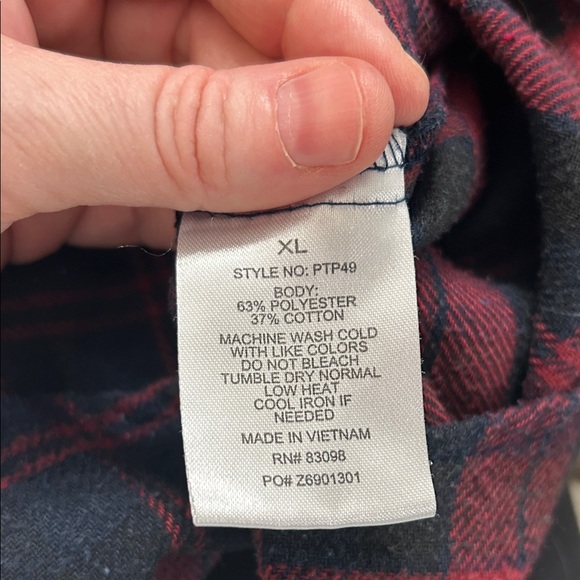 XL
STYLE NO: PTP49
BODY:
63% POLYESTER
37% COTTON
MACHINE WASH COLD
WITH LIKE COLORS
DO NOT BLEACH
TUMBLE DRY NORMAL
LOW HEAT
COOL IRON IF
NEEDED
MADE IN VIETNAM
RN# 83098
PO# Z6901301